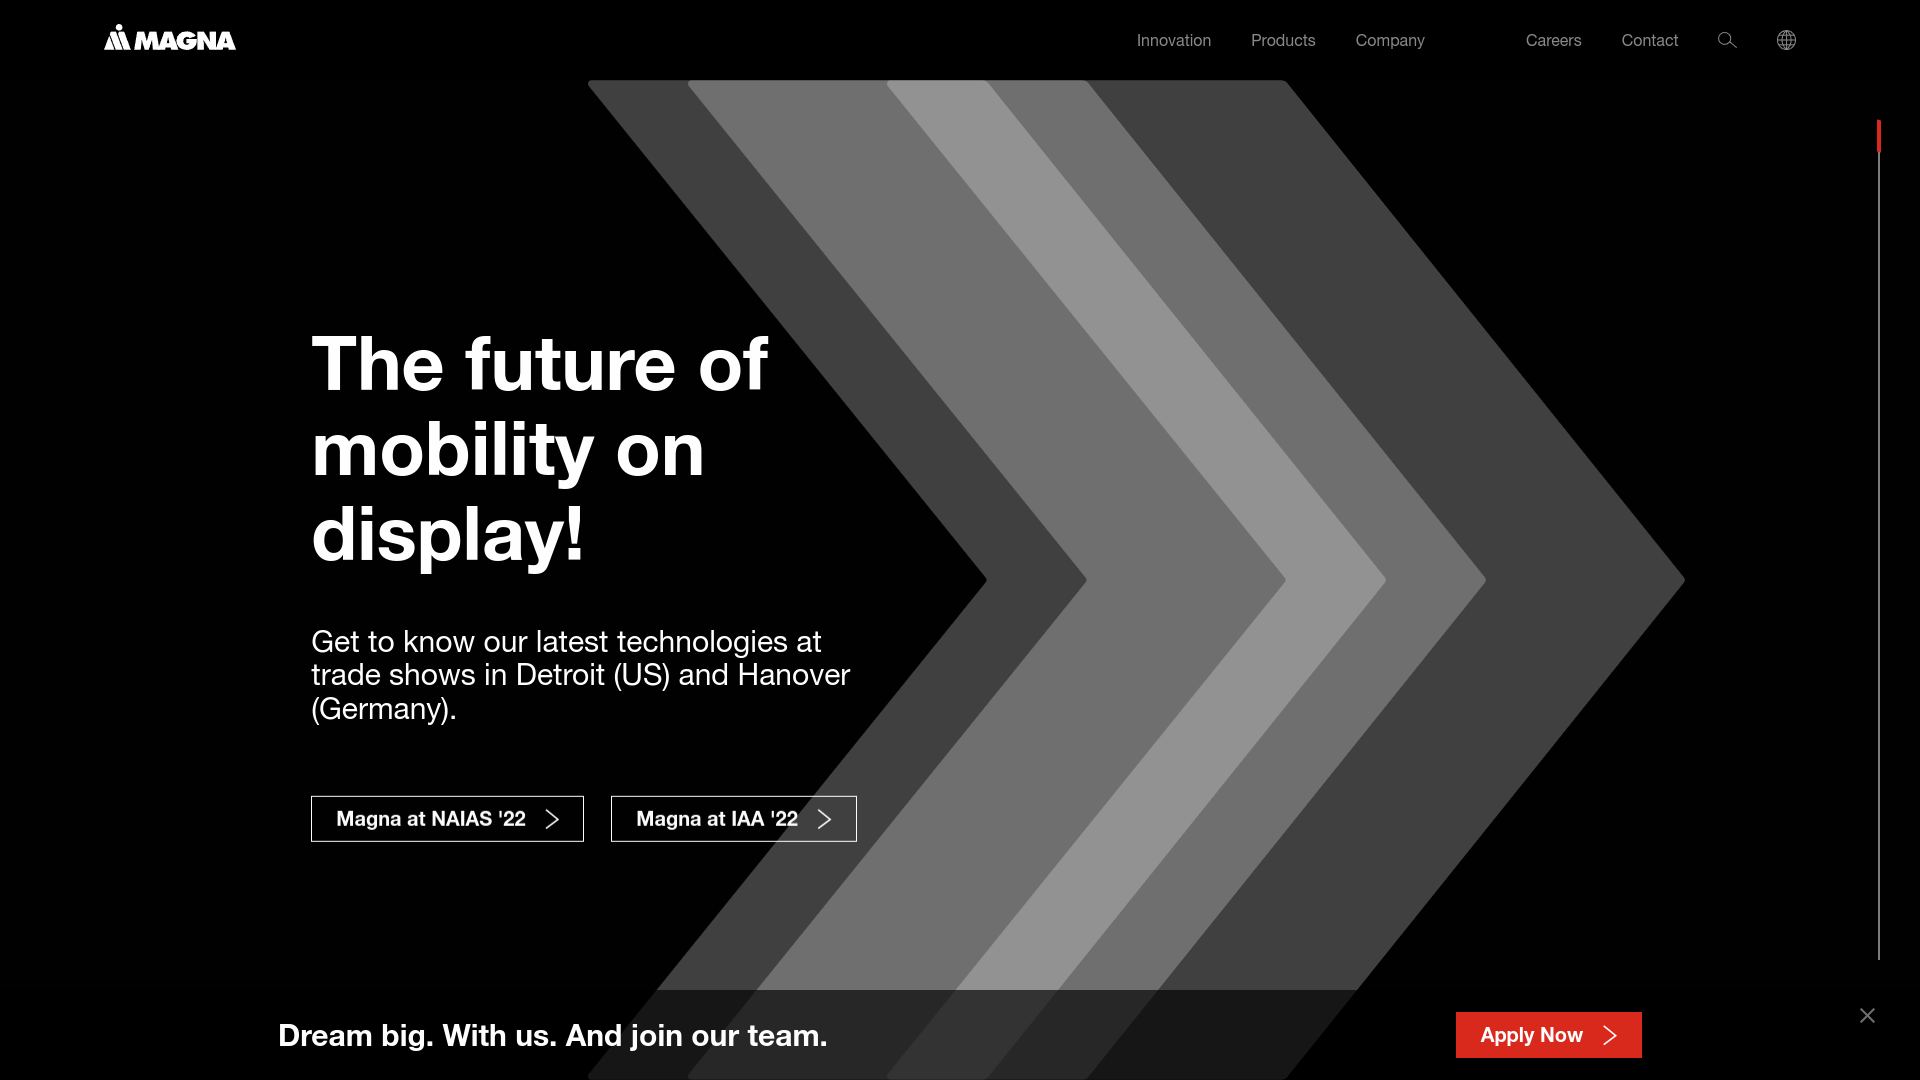 MAGNA
Innovation
Products
Company
Careers
Contact
The future of
mobility on
display!
Get to know our latest technologies at
trade shows in Detroit (US) and Hanover
(Germany).
Magna at NAIAS '22
Magna at IAA '22
Dream big. With us. And join our team.
Apply Now